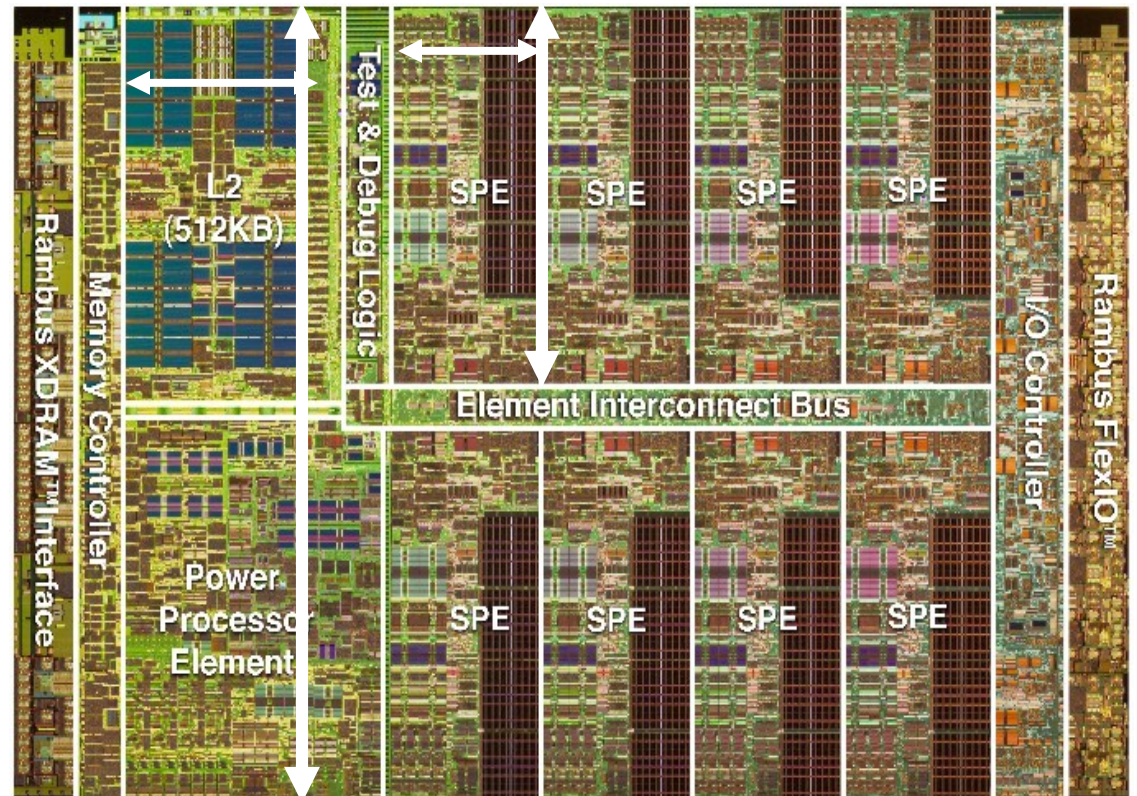 Rambus XDRAM™ Interface
Memory Controller
L2
(512KB)
Test & Debug Logic
SPE
SPE
SPE
SPE
Element Interconnect Bus
Power
Processor
Element
SPE
SPE
SPE
SPE
I/O Controller
Rambus FlexIO™